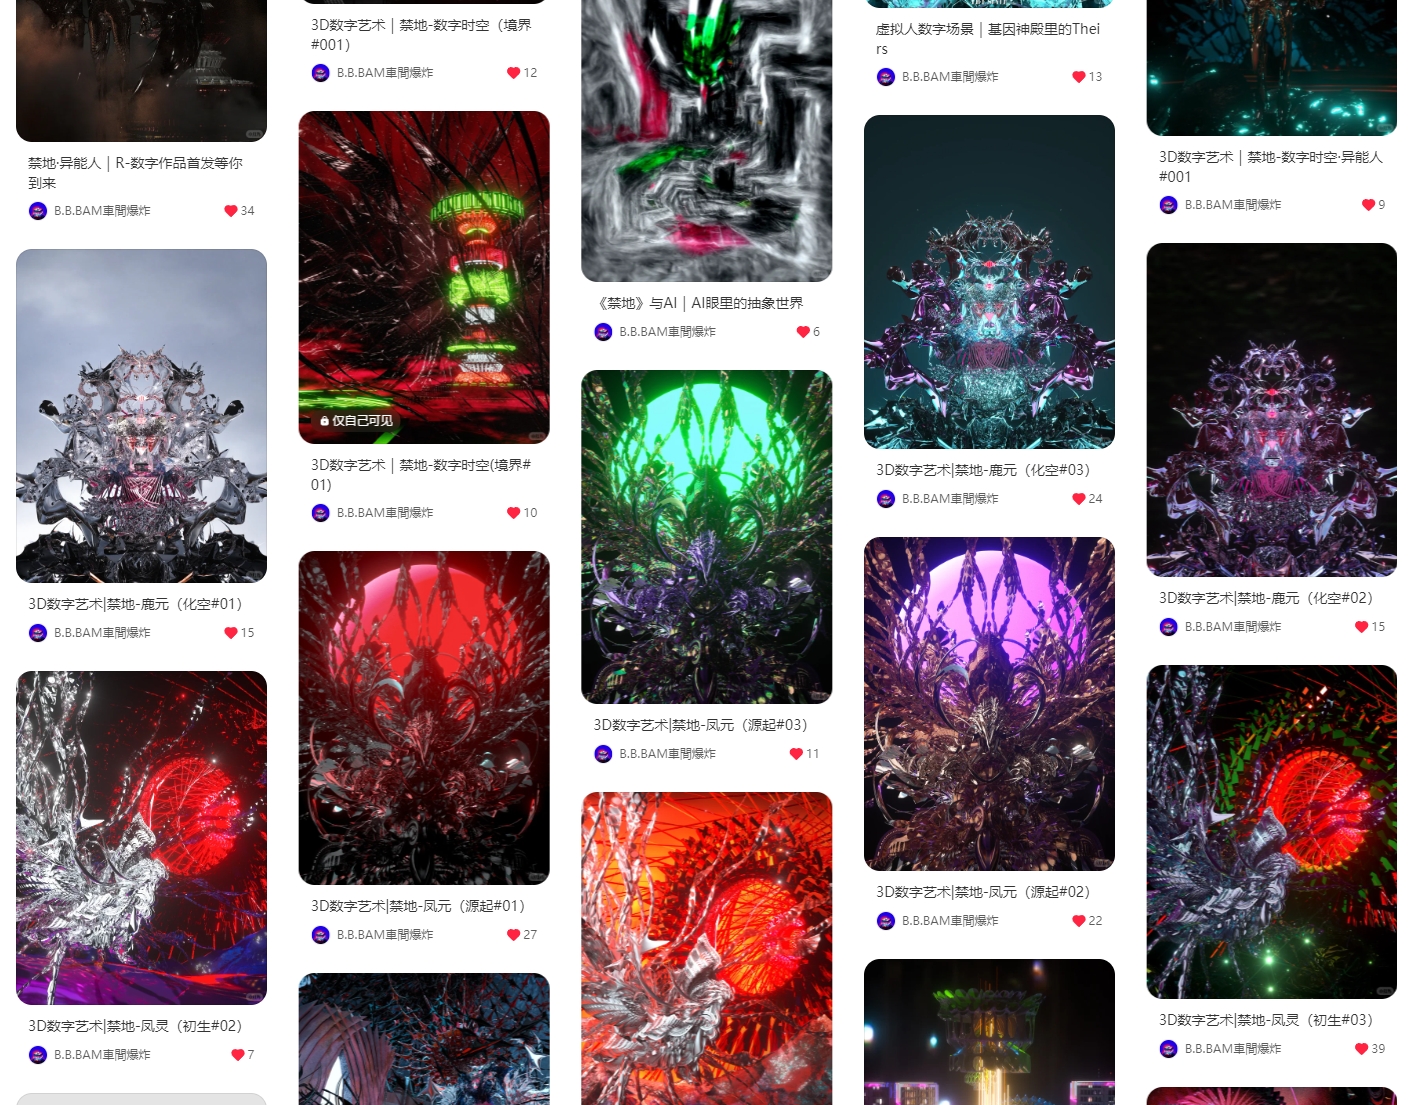 禁地·异能人｜R-数字作品首发等你
到来
B.B.BAM車間爆炸
34
3D数字艺术|禁地-鹿元（化空#01）
B.B.BAM車間爆炸
15
3D数字艺术|禁地-凤灵（初生#02）
B.B.BAM車間爆炸
7
3D数字艺术｜禁地-数字时空（境界
#001）
B.B.BAM車間爆炸
12
仅自己可见
3D数字艺术｜禁地-数字时空(境界#
01)
B.B.BAM車間爆炸
10
3D数字艺术|禁地-凤元（源起#01）
B.B.BAM車間爆炸
27
《禁地》与AI｜AI眼里的抽象世界
B.B.BAM車間爆炸
6
3D数字艺术|禁地-凤元（源起#03）
B.B.BAM車間爆炸
11
虚拟人数字场景｜基因神殿里的Thei
rs
B.B.BAM車間爆炸
13
3D数字艺术|禁地-鹿元（化空#03）
B.B.BAM車間爆炸
24
3D数字艺术|禁地-凤元（源起#02）
B.B.BAM車間爆炸
22
3D数字艺术｜禁地-数字时空·异能人
#001
B.B.BAM車間爆炸
9
3D数字艺术|禁地-鹿元（化空#02）
B.B.BAM車間爆炸
15
3D数字艺术|禁地-凤灵（初生#03）
B.B.BAM車間爆炸
39